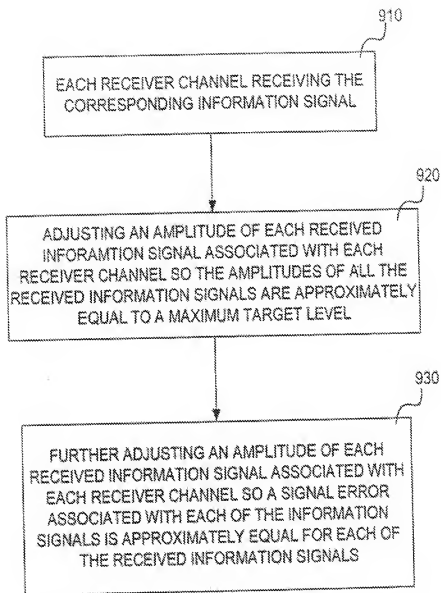 910
EACH RECEIVER CHANNEL RECEIVING THE
CORRESPONDING INFORMATION SIGNAL
920
ADJUSTING AN AMPLITUDE OF EACH RECEIVED
INFORAMTION SIGNAL ASSOCIATED WITH EACH
RECEIVER CHANNEL SO THE AMPLITUDES OF ALL THE
RECEIVED INFORMATION SIGNALS ARE APPROXIMATELY
EQUAL TO A MAXIMUM TARGET LEVEL
930
FURTHER ADJUSTING AN AMPLITUDE OF EACH
RECEIVED INFORMATION SIGNAL ASSOCIATED WITH
EACH RECEIVER CHANNEL SO A SIGNAL ERROR
ASSOCIATED WITH EACH OF THE INFORMATION
SIGNALS IS APPROXIMATELY EQUAL FOR EACH OF
THE RECEIVED INFORMATION SIGNALS